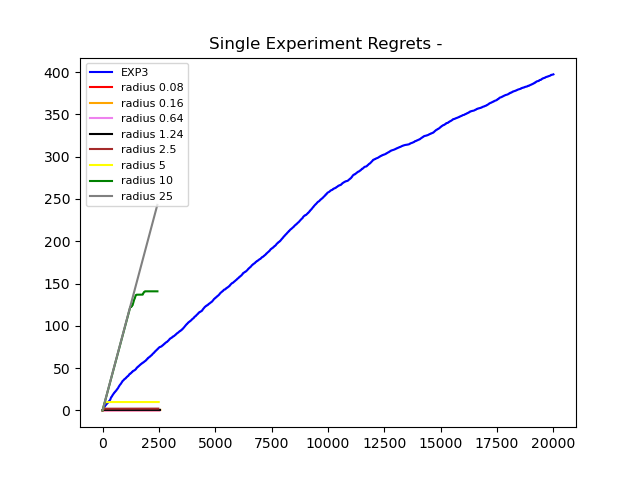 Single Experiment Regrets -
400
350
300
250
200
150
100
50
0
EXP3
radius 0.08
radius 0.16
radius 0.64
radius 1.24
radius 2.5
radius 5
radius 10
radius 25
0 2500 5000 7500 10000 12500 15000 17500 20000